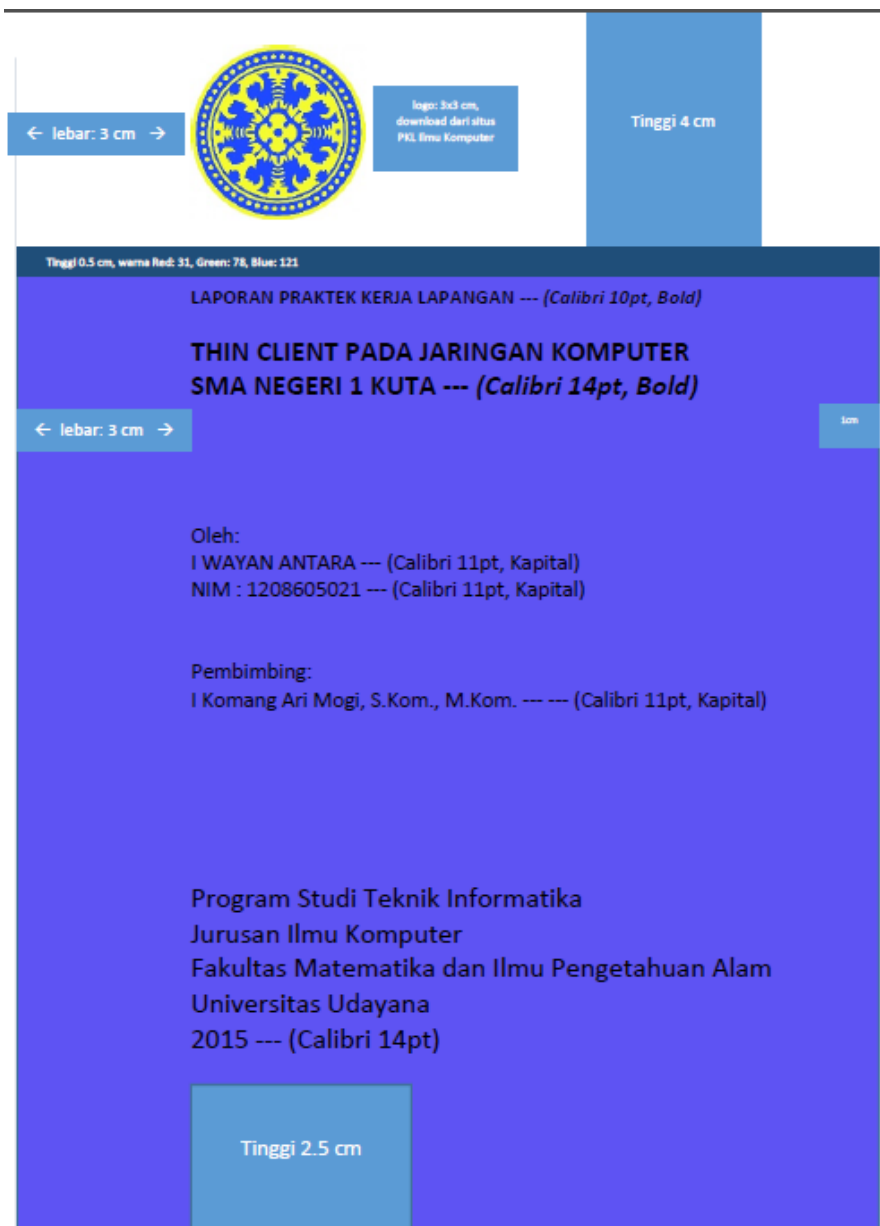 ← lebar: 3 cm →
logo: 3x3 cm,
download dari situs
PKL Ilmu Komputer
Tinggi 4 cm
Tinggi 0.5 cm, warna Red: 31, Green: 78, Blue: 121
LAPORAN PRAKTEK KERJA LAPANGAN --- (Calibri 10pt, Bold)
THIN CLIENT PADA JARINGAN KOMPUTER
SMA NEGERI 1 KUTA --- (Calibri 14pt, Bold)
← lebar: 3 cm →
1cm
Oleh:
I WAYAN ANTARA --- (Calibri 11pt, Kapital)
NIM : 1208605021 --- (Calibri 11pt, Kapital)
Pembimbing:
I Komang Ari Mogi, S.Kom., M.Kom. --- --- (Calibri 11pt, Kapital)
Program Studi Teknik Informatika
Jurusan Ilmu Komputer
Fakultas Matematika dan Ilmu Pengetahuan Alam
Universitas Udayana
2015 --- (Calibri 14pt)
Tinggi 2.5 cm